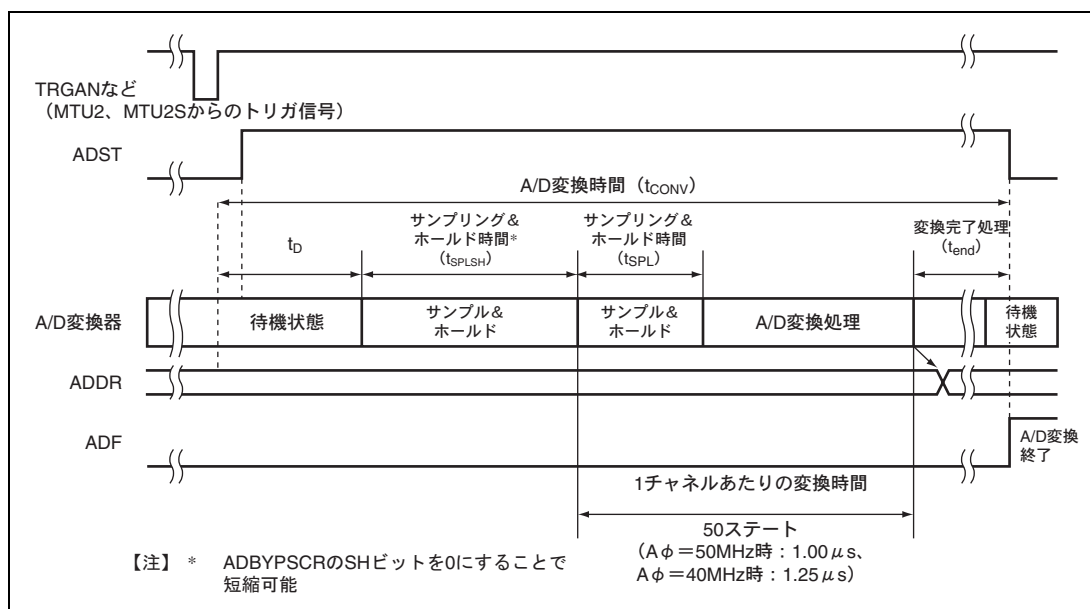 TRGANなど
（MTU2、MTU2Sからのトリガ信号）
ADST
A/D変換時間（tCONV）
サンプリング＆
ホールド時間*
（tSPLSH）
サンプリング＆
ホールド時間
（tSPL）
変換完了処理
（tend）
tD
A/D変換器
待機状態
サンプル＆
ホールド
サンプル＆
ホールド
A/D変換処理
待機
状態
ADDR
ADF
A/D変換
終了
1チャネルあたりの変換時間
50ステート
（Aφ＝50MHz時：1.00μs、
Aφ＝40MHz時：1.25μs）
【注】 * ADBYPSCRのSHビットを0にすることで
短縮可能